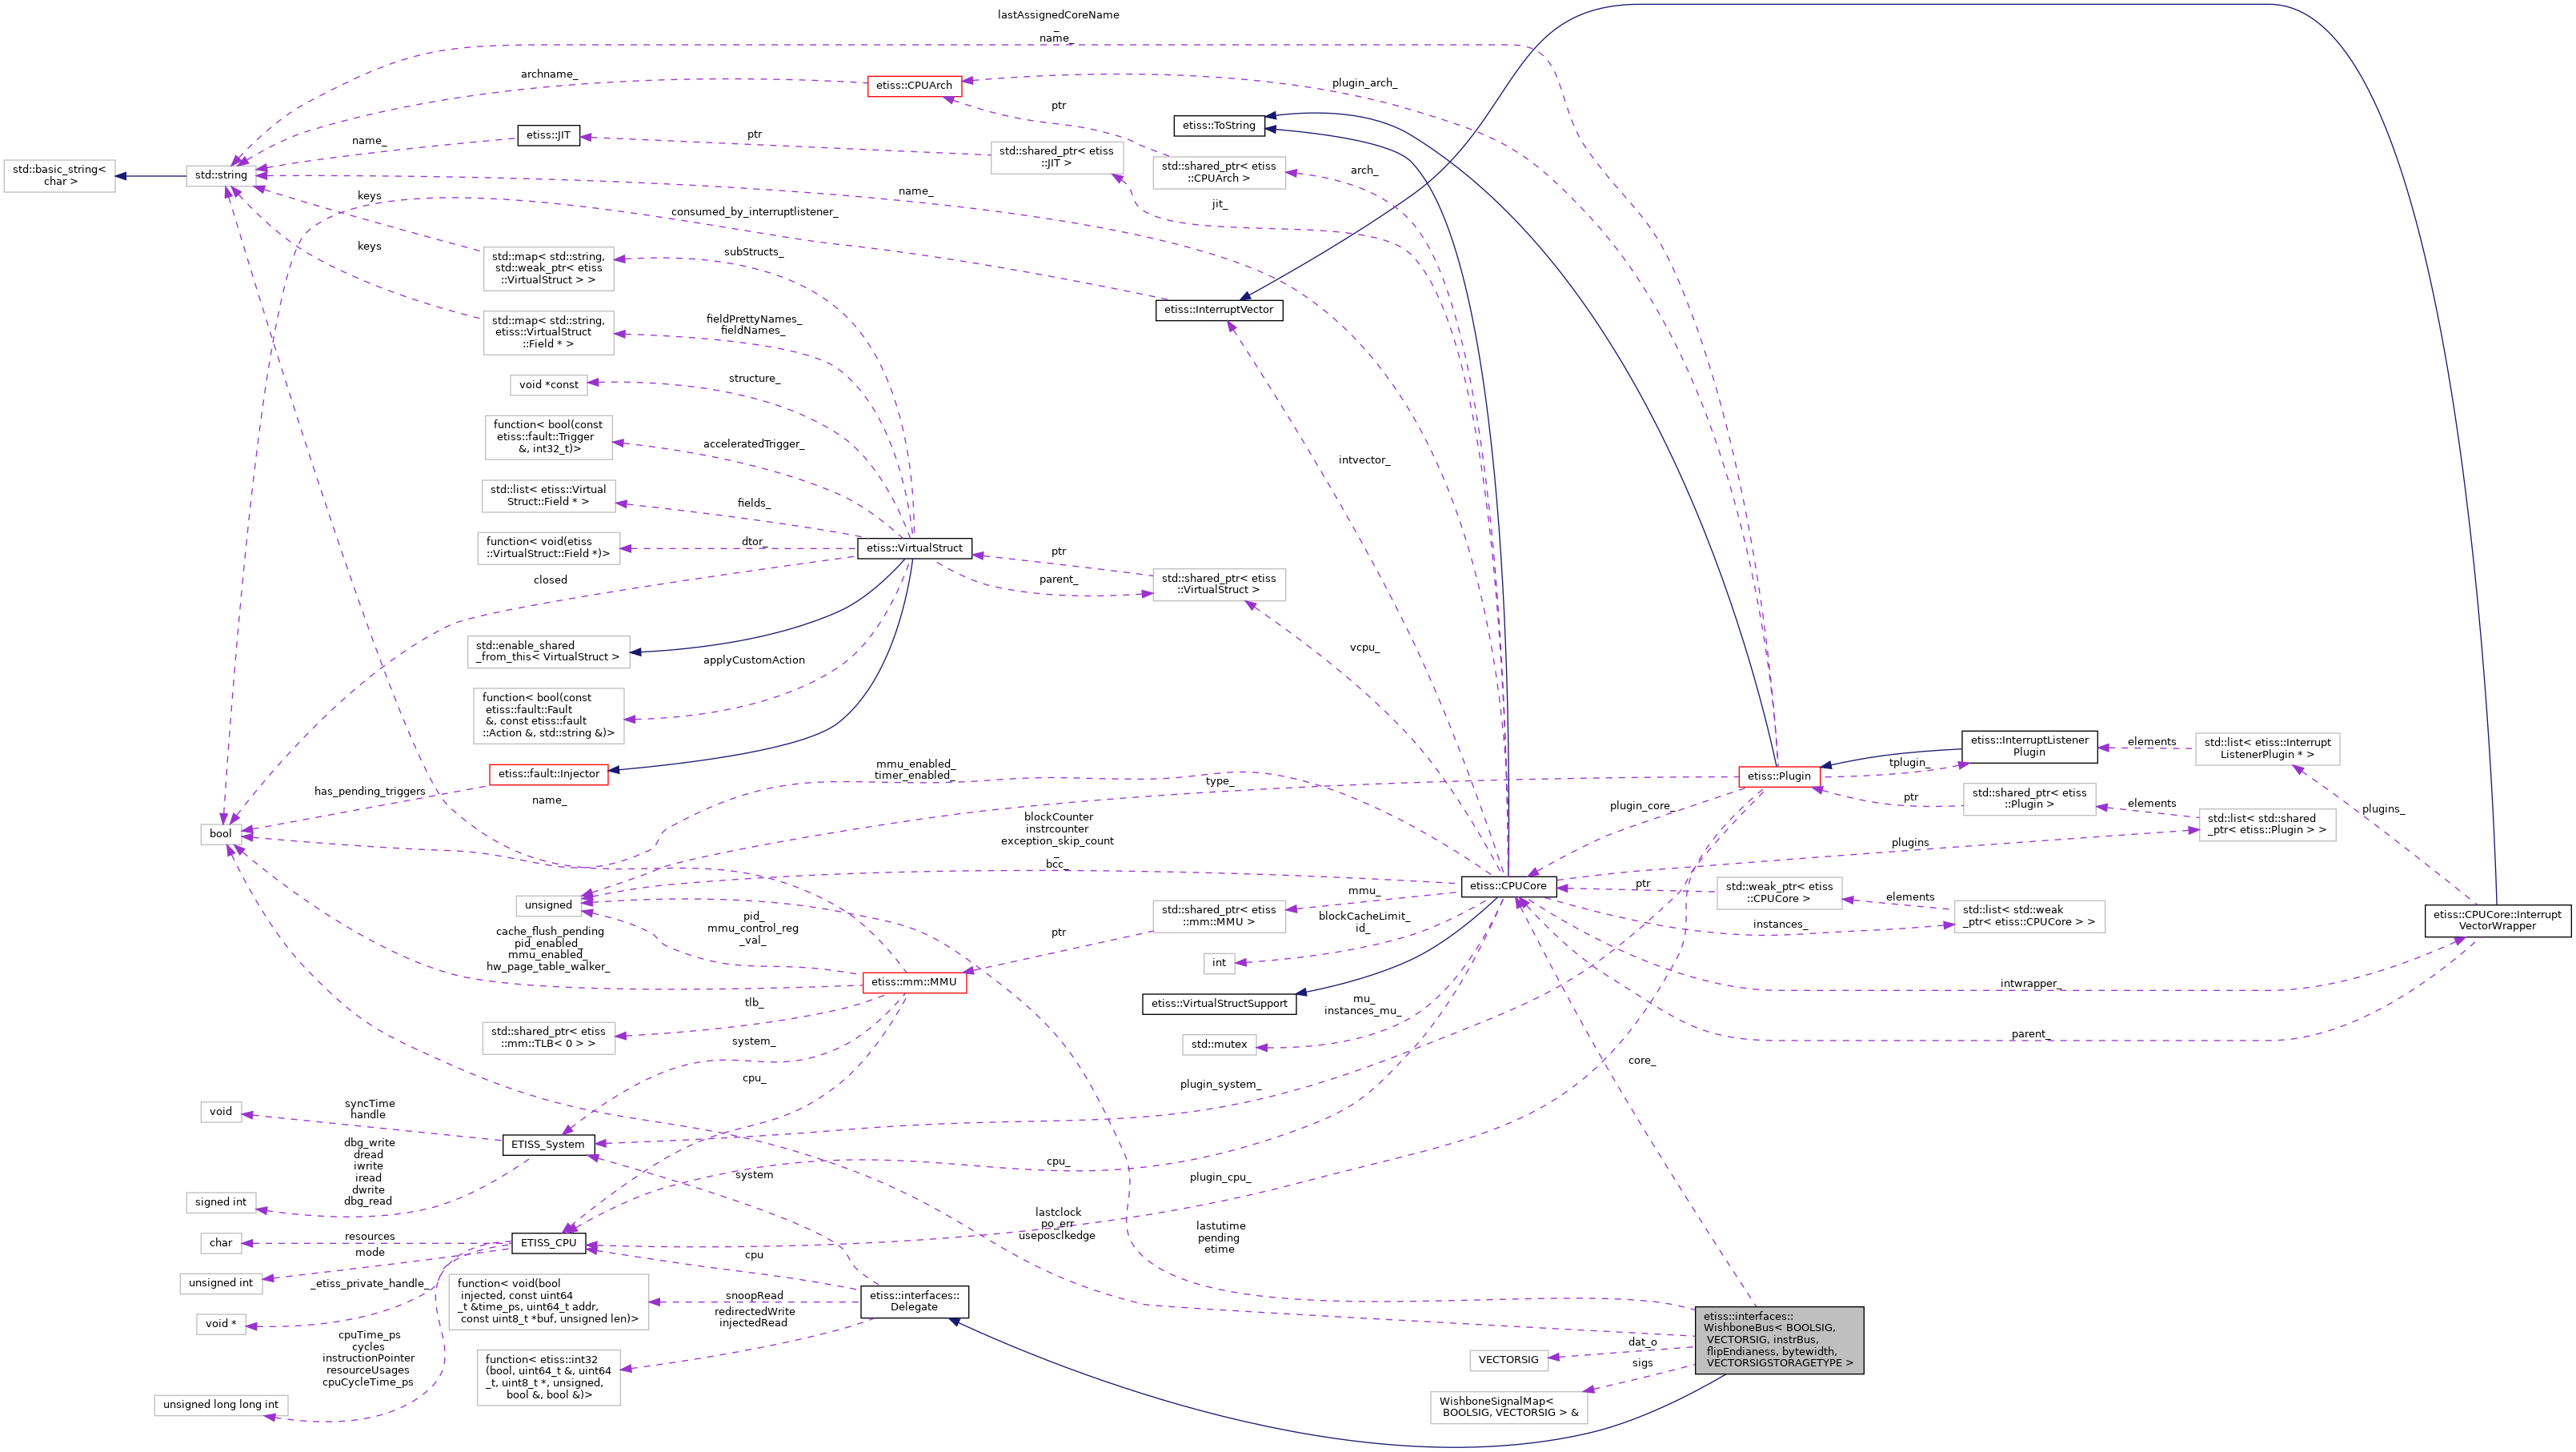 lastAssignedCoreName
_
name_
archname_
etiss::CPUArch
plugin_arch_
ptr
etiss::ToString
etiss::JIT
ptr
name_
std::shared_ptr< etiss
::JIT >
std::shared_ptr< etiss
::CPUArch >
arch_
std::basic_string<
char >
std::string
keys
name_
jit_
consumed_by_interruptlistener_
keys
std::map< std::string,
std::weak_ptr< etiss
::VirtualStruct > >
subStructs_
etiss::InterruptVector
std::map< std::string,
etiss::VirtualStruct
::Field * >
fieldPrettyNames_
fieldNames_
void *const
structure_
function< bool(const
etiss::fault::Trigger
&, int32_t)>
acceleratedTrigger_
intvector_
std::list< etiss::Virtual
Struct::Field * >
fields_
function< void(etiss
::VirtualStruct::Field *)>
dtor_
etiss::VirtualStruct
ptr
closed
parent_
std::shared_ptr< etiss
::VirtualStruct >
std::enable_shared
_from_this< VirtualStruct >
applyCustomAction
vcpu_
function< bool(const
etiss::fault::Fault
&, const etiss::fault
::Action &, std::string &)>
etiss::fault::Injector
has_pending_triggers
name_
mmu_enabled_
timer_enabled_
type_
etiss::Plugin
tplugin_
etiss::InterruptListener
Plugin
elements
std::list< etiss::Interrupt
ListenerPlugin * >
plugin_core_
ptr
std::shared_ptr< etiss
::Plugin >
elements
std::list< std::shared
_ptr< etiss::Plugin > >
plugins_
bool
blockCounter
instrcounter
exception_skip_count
_
bcc_
plugins
unsigned
etiss::CPUCore
ptr
std::weak_ptr< etiss
::CPUCore >
elements
std::list< std::weak
_ptr< etiss::CPUCore > >
instances_
etiss::CPUCore::Interrupt
VectorWrapper
mmu_
std::shared_ptr< etiss
::mm::MMU >
blockCacheLimit_
id_
int
pid_
mmu_control_reg
_val_
ptr
cache_flush_pending
pid_enabled_
mmu_enabled_
hw_page_table_walker_
etiss::mm::MMU
etiss::VirtualStructSupport
intwrapper_
mu_
instances_mu_
std::shared_ptr< etiss
::mm::TLB< 0 > >
tlb_
system_
std::mutex
parent_
core_
cpu_
plugin_system_
void
syncTime
handle
ETISS_System
dbg_write
dread
iwrite
iread
dwrite
dbg_read
signed int
system
cpu_
plugin_cpu_
char
resources
mode
ETISS_CPU
lastclock
po_err
useposclkedge
lastutime
pending
etime
unsigned int
_etiss_private_handle_
cpu
void *
function< void(bool
injected, const uint64
_t &time_ps, uint64_t addr,
const uint8_t *buf, unsigned len)>
snoopRead
redirectedWrite
injectedRead
etiss::interfaces::
Delegate
etiss::interfaces::
WishboneBus< BOOLSIG,
VECTORSIG, instrBus,
flipEndianess, bytewidth,
VECTORSIGSTORAGETYPE >
cpuTime_ps
cycles
instructionPointer
resourceUsages
cpuCycleTime_ps
function< etiss::int32
(bool, uint64_t &, uint64
_t, uint8_t *, unsigned,
bool &, bool &)>
dat_o
VECTORSIG
sigs
unsigned long long int
WishboneSignalMap<
BOOLSIG, VECTORSIG > &